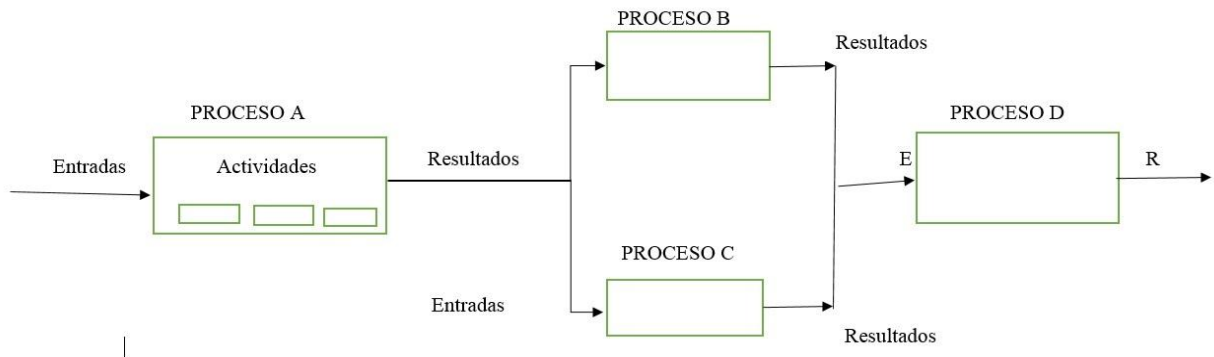 PROCESO B
Resultados
PROCESO A
PROCESO D
Entradas
Actividades
Resultados
E
R
PROCESO C
Entradas
Resultados